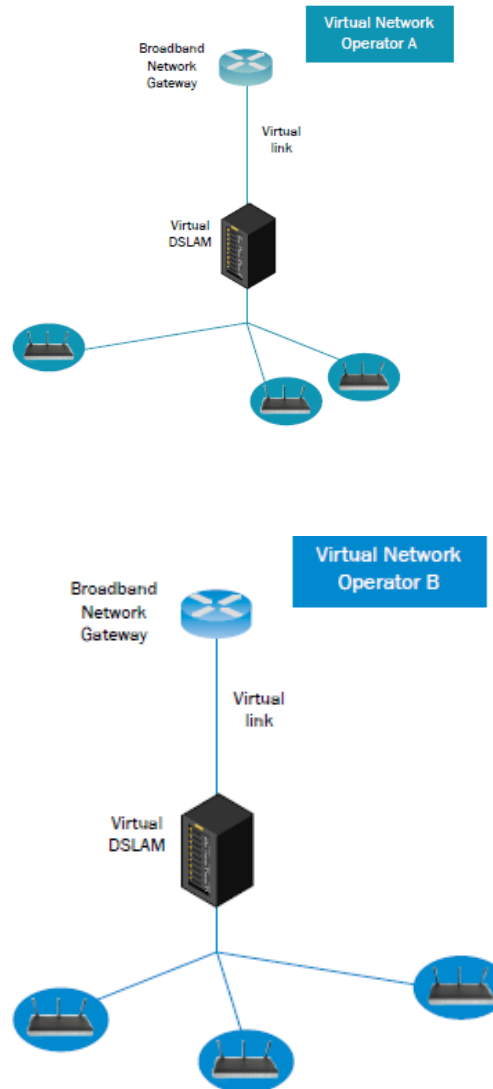 Virtual Network
Operator A
Broadband
Network
Gateway
Virtual
link
Virtual
DSLAM
Virtual Network
Operator B
Broadband
Network
Gateway
Virtual
link
Virtual
DSLAM